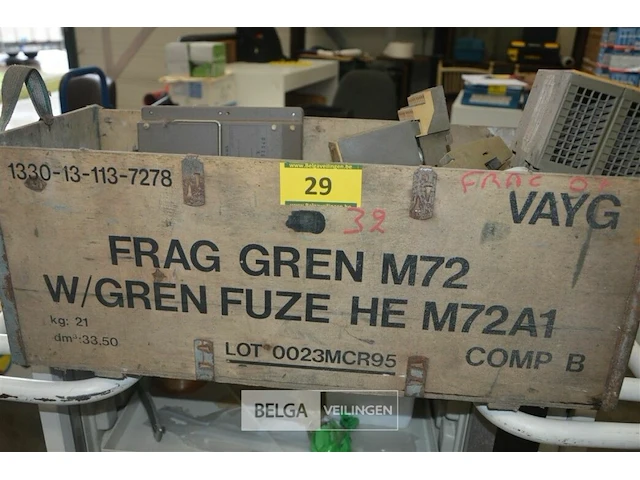 1330-13-113-7278
29
FRAG
VAYG
32
FRAG GREN M72
W/GREN FUZE HE M72A1
kg: 21
dm³:33,50
LOT 0023MCR95
COMP B
BELGA VEILINGEN